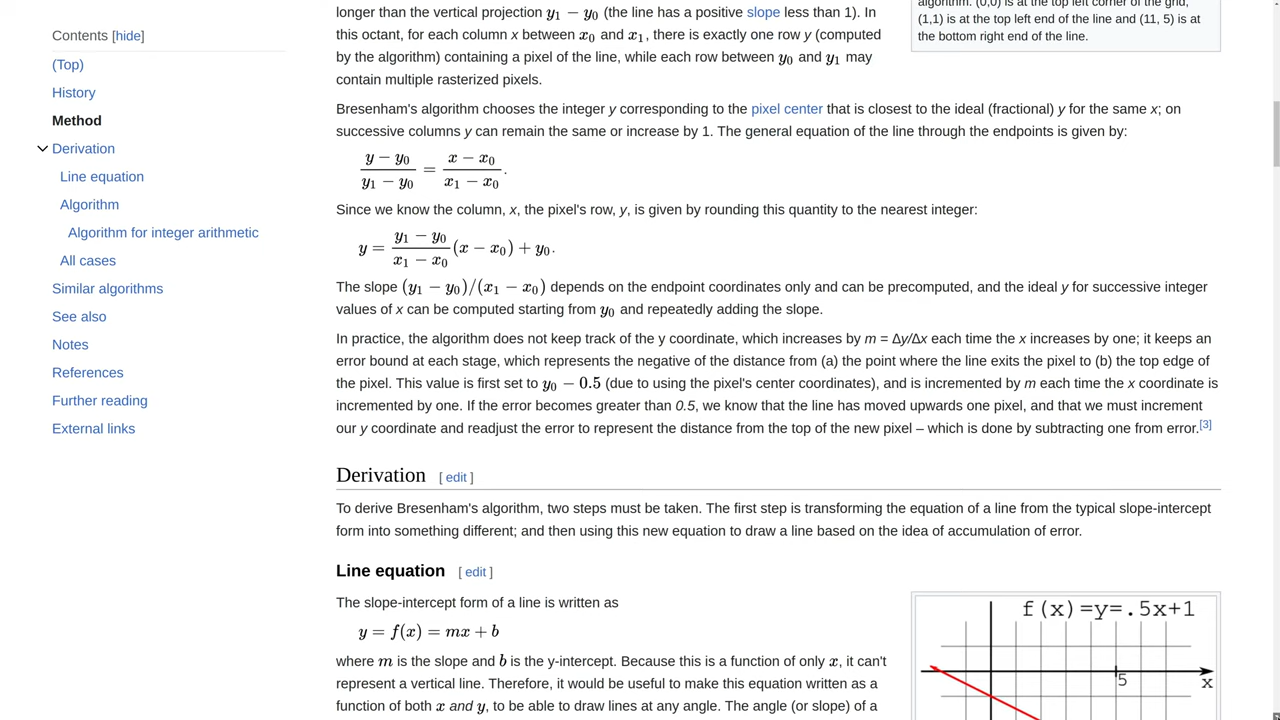 Contents [hide]
(Top)
History
Method
Derivation
Line equation
Algorithm
Algorithm for integer arithmetic
All cases
Similar algorithms
See also
Notes
References
Further reading
External links
longer than the vertical projection y₁ − y₀ (the line has a positive slope less than 1). In
this octant, for each column x between x₀ and x₁, there is exactly one row y (computed
by the algorithm) containing a pixel of the line, while each row between y₀ and y₁ may
contain multiple rasterized pixels.
algorithm. (0,0) is at the top left corner of the grid,
(1,1) is at the top left end of the line and (11, 5) is at
the bottom right end of the line.
Bresenham's algorithm chooses the integer y corresponding to the pixel center that is closest to the ideal (fractional) y for the same x; on
successive columns y can remain the same or increase by 1. The general equation of the line through the endpoints is given by:
(y − y₀)/(y₁ − y₀) = (x − x₀)/(x₁ − x₀).
Since we know the column, x, the pixel's row, y, is given by rounding this quantity to the nearest integer:
y = (y₁ − y₀)/(x₁ − x₀) (x − x₀) + y₀.
The slope (y₁ − y₀)/(x₁ − x₀) depends on the endpoint coordinates only and can be precomputed, and the ideal y for successive integer
values of x can be computed starting from y₀ and repeatedly adding the slope.
In practice, the algorithm does not keep track of the y coordinate, which increases by m = Δy/Δx each time the x increases by one; it keeps an
error bound at each stage, which represents the negative of the distance from (a) the point where the line exits the pixel to (b) the top edge of
the pixel. This value is first set to y₀ − 0.5 (due to using the pixel's center coordinates), and is incremented by m each time the x coordinate is
incremented by one. If the error becomes greater than 0.5, we know that the line has moved upwards one pixel, and that we must increment
our y coordinate and readjust the error to represent the distance from the top of the new pixel – which is done by subtracting one from error.[3]
Derivation [ edit ]
To derive Bresenham's algorithm, two steps must be taken. The first step is transforming the equation of a line from the typical slope-intercept
form into something different; and then using this new equation to draw a line based on the idea of accumulation of error.
Line equation [ edit ]
The slope-intercept form of a line is written as
y = f(x) = mx + b
where m is the slope and b is the y-intercept. Because this is a function of only x, it can't
represent a vertical line. Therefore, it would be useful to make this equation written as a
function of both x and y, to be able to draw lines at any angle. The angle (or slope) of a
f(x)=y=.5x+1
5
x